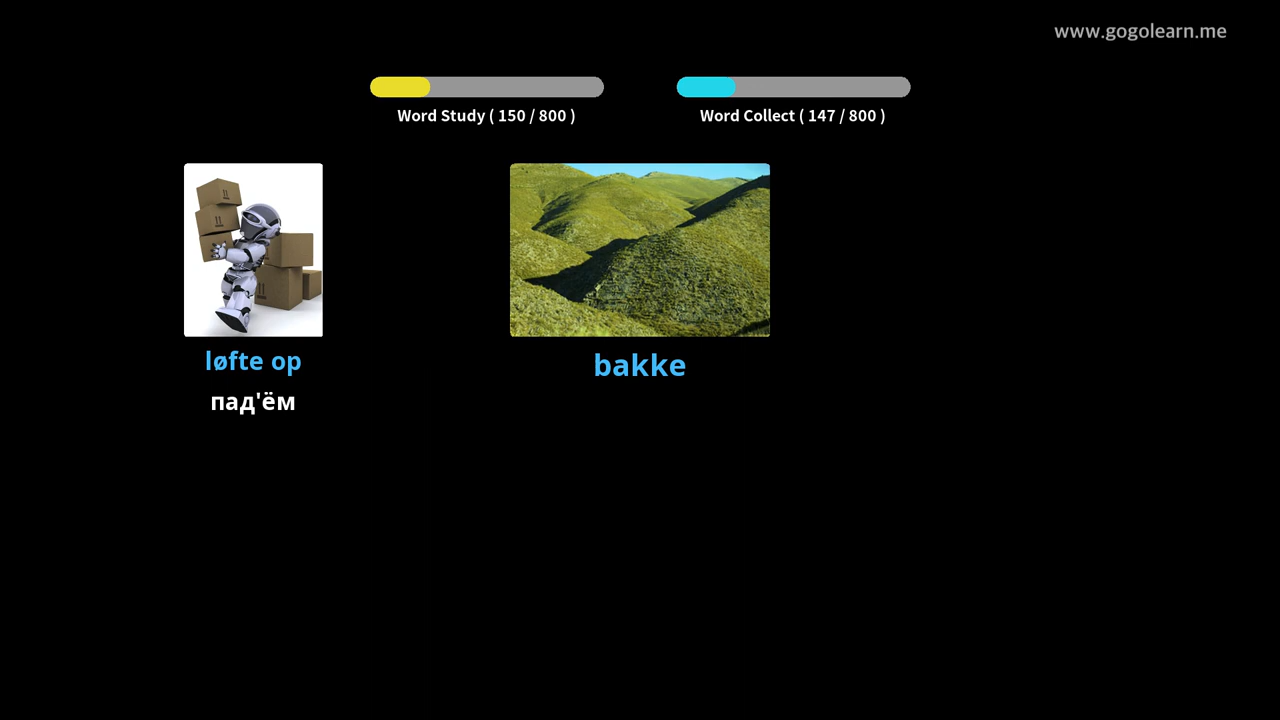 www.gogolearn.me
Word Study ( 150 / 800 )
Word Collect ( 147 / 800 )
løfte op
пад'ём
bakke